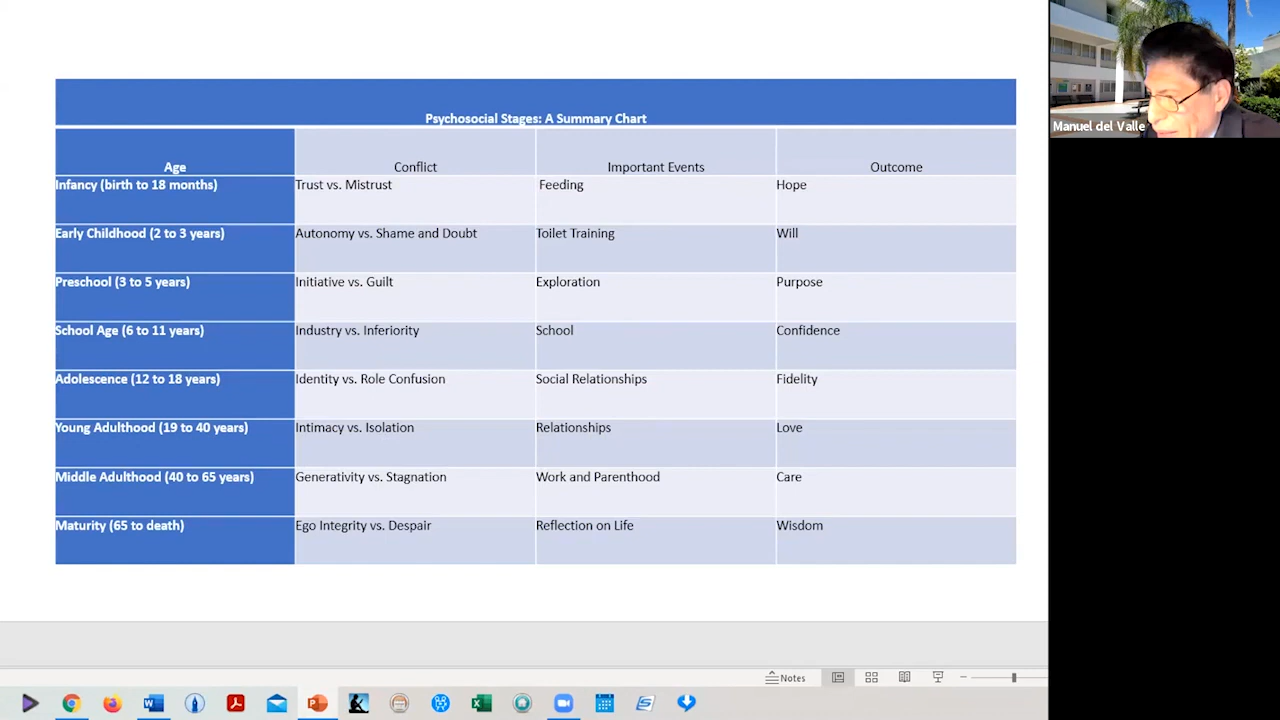 Psychosocial Stages: A Summary Chart
Age Conflict Important Events Outcome
Infancy (birth to 18 months) Trust vs. Mistrust Feeding Hope
Early Childhood (2 to 3 years) Autonomy vs. Shame and Doubt Toilet Training Will
Preschool (3 to 5 years) Initiative vs. Guilt Exploration Purpose
School Age (6 to 11 years) Industry vs. Inferiority School Confidence
Adolescence (12 to 18 years) Identity vs. Role Confusion Social Relationships Fidelity
Young Adulthood (19 to 40 years) Intimacy vs. Isolation Relationships Love
Middle Adulthood (40 to 65 years) Generativity vs. Stagnation Work and Parenthood Care
Maturity (65 to death) Ego Integrity vs. Despair Reflection on Life Wisdom
Manuel del Valle
Notes